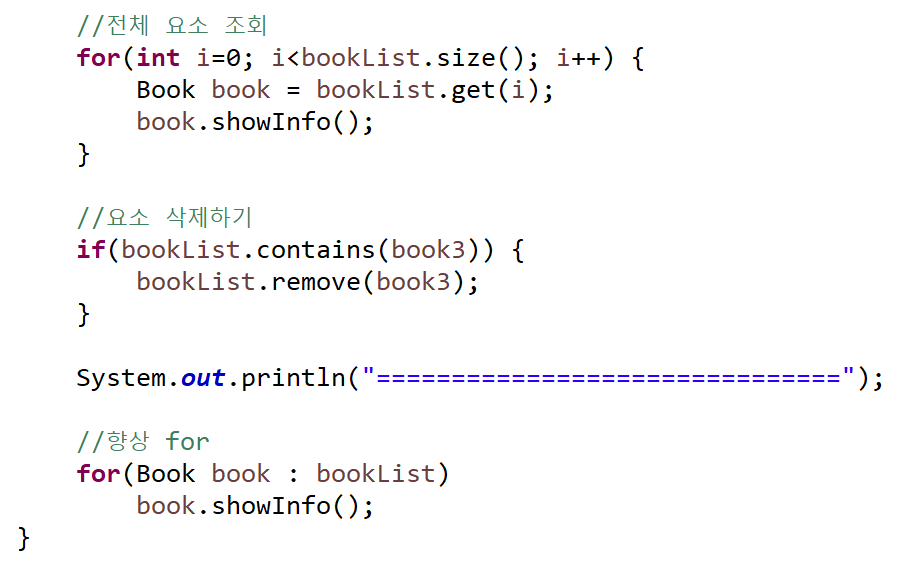 //전체 요소 조회
for(int i=0; i<bookList.size(); i++) {
    Book book = bookList.get(i);
    book.showInfo();
}
//요소 삭제하기
if(bookList.contains(book3)) {
    bookList.remove(book3);
}
System.out.println("===============================");
//향상 for
for(Book book : bookList)
    book.showInfo();
}